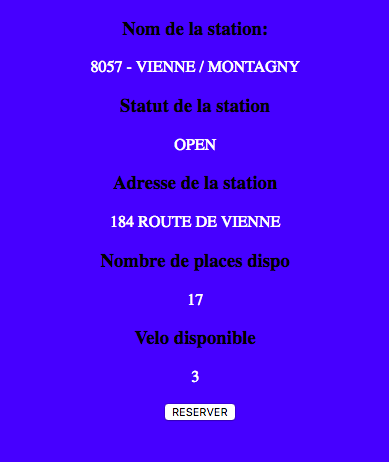 Nom de la station:
8057 - VIENNE / MONTAGNY
Statut de la station
OPEN
Adresse de la station
184 ROUTE DE VIENNE
Nombre de places dispo
17
Velo disponible
3
RESERVER